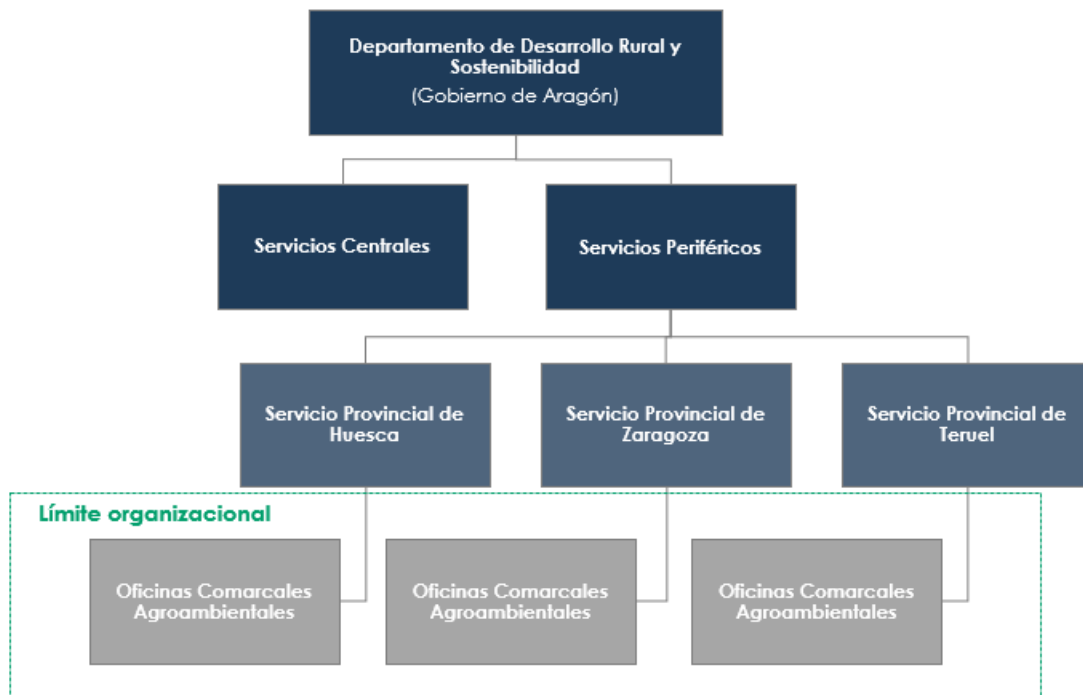 Departamento de Desarrollo Rural y
Sostenibilidad
(Gobierno de Aragón)
Servicios Centrales
Servicios Periféricos
Servicio Provincial de
Huesca
Servicio Provincial de
Zaragoza
Servicio Provincial de
Teruel
Límite organizacional
Oficinas Comarcales
Agroambientales
Oficinas Comarcales
Agroambientales
Oficinas Comarcales
Agroambientales